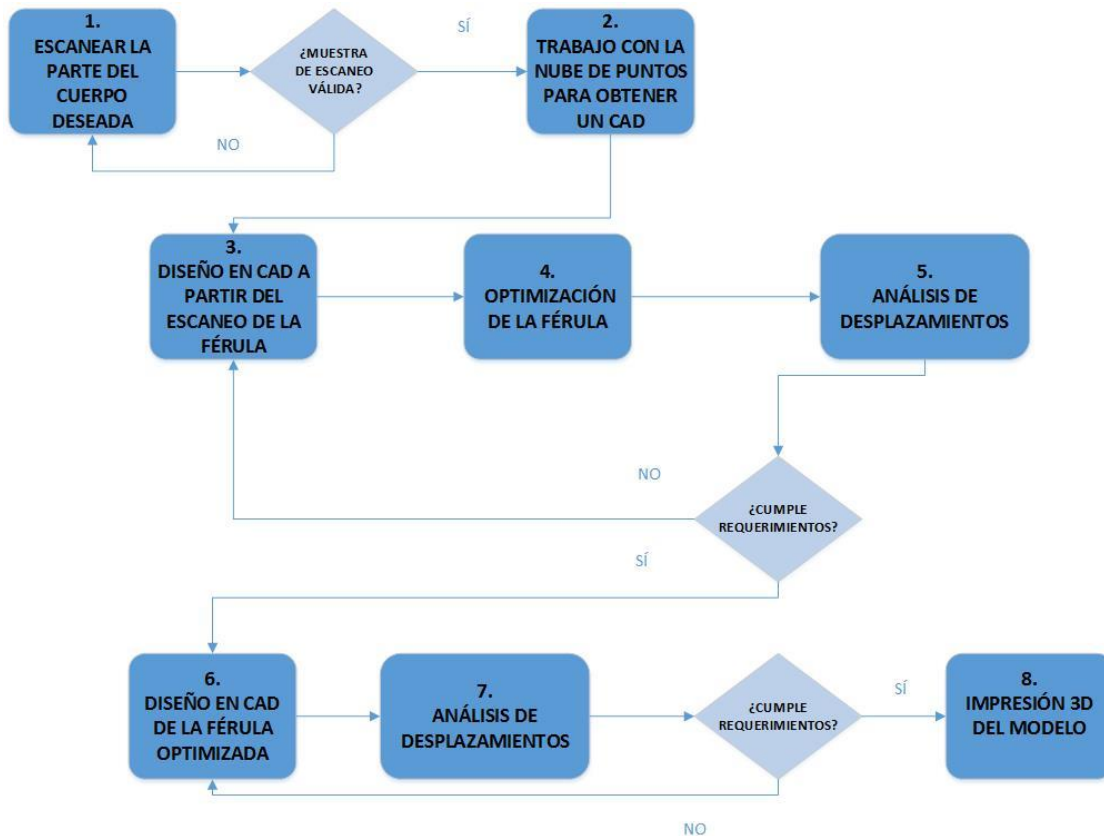 1.
ESCANEAR LA
PARTE DEL
CUERPO
DESEADA
¿MUESTRA
DE ESCANEO
VÁLIDA?
SÍ
NO
2.
TRABAJO CON LA
NUBE DE PUNTOS
PARA OBTENER
UN CAD
3.
DISEÑO EN CAD A
PARTIR DEL
ESCANEO DE LA
FÉRULA
4.
OPTIMIZACIÓN
DE LA FÉRULA
5.
ANÁLISIS DE
DESPLAZAMIENTOS
NO
¿CUMPLE
REQUERIMIENTOS?
SÍ
6.
DISEÑO EN CAD
DE LA FÉRULA
OPTIMIZADA
7.
ANÁLISIS DE
DESPLAZAMIENTOS
¿CUMPLE
REQUERIMIENTOS?
SÍ
8.
IMPRESIÓN 3D
DEL MODELO
NO